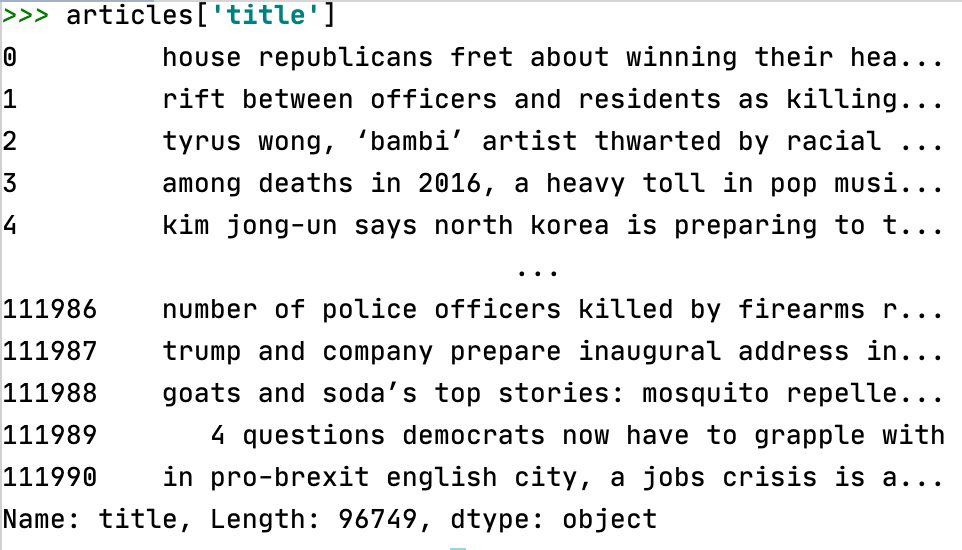 >>> articles['title']
0         house republicans fret about winning their hea...
1         rift between officers and residents as killing...
2         tyrus wong, ‘bambi’ artist thwarted by racial ...
3         among deaths in 2016, a heavy toll in pop musi...
4         kim jong-un says north korea is preparing to t...
                                ...
111986    number of police officers killed by firearms r...
111987    trump and company prepare inaugural address in...
111988    goats and soda’s top stories: mosquito repelle...
111989       4 questions democrats now have to grapple with
111990    in pro-brexit english city, a jobs crisis is a...
Name: title, Length: 96749, dtype: object